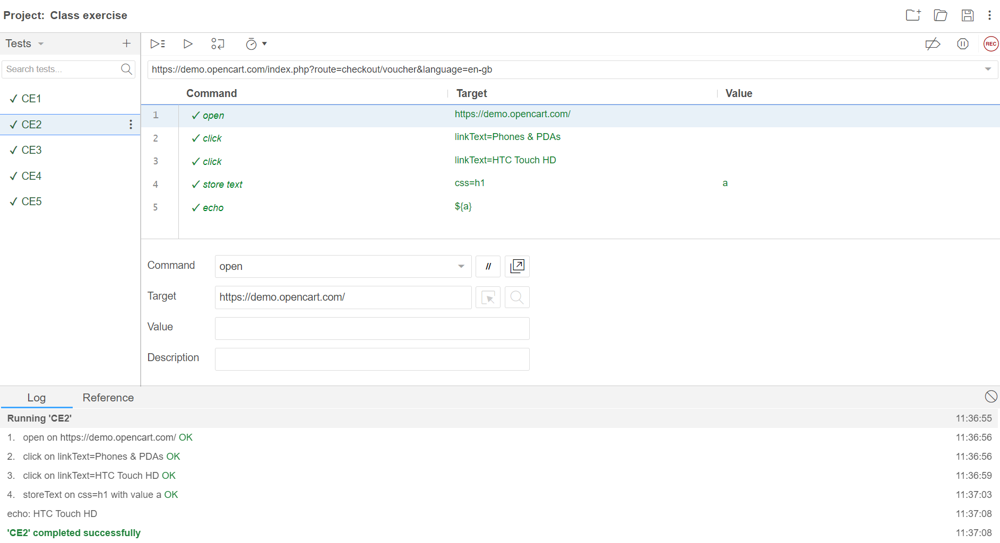 Project: Class exercise
Tests
Search tests...
✓ CE1
✓ CE2
✓ CE3
✓ CE4
✓ CE5
REC
https://demo.opencart.com/index.php?route=checkout/voucher&language=en-gb
Command Target Value
1 ✓ open https://demo.opencart.com/
2 ✓ click linkText=Phones & PDAs
3 ✓ click linkText=HTC Touch HD
4 ✓ store text css=h1 a
5 ✓ echo ${a}
Command open //
Target https://demo.opencart.com/
Value
Description
Log Reference
Running 'CE2' 11:36:55
1. open on https://demo.opencart.com/ OK 11:36:56
2. click on linkText=Phones & PDAs OK 11:36:56
3. click on linkText=HTC Touch HD OK 11:36:59
4. storeText on css=h1 with value a OK 11:37:03
echo: HTC Touch HD 11:37:08
'CE2' completed successfully 11:37:08